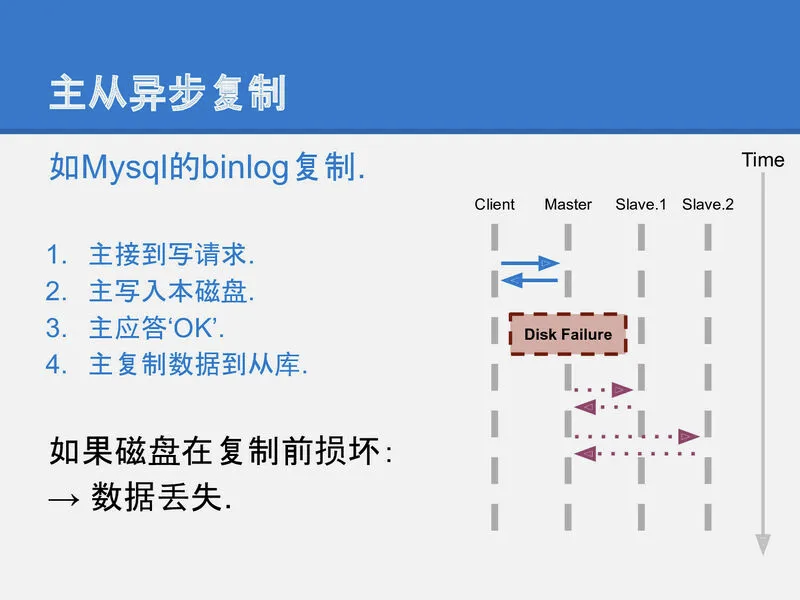 主从异步复制
如Mysql的binlog复制.
1. 主接到写请求.
2. 主写入本磁盘.
3. 主应答‘OK’.
4. 主复制数据到从库.
如果磁盘在复制前损坏:
→ 数据丢失.
Time
Client Master Slave.1 Slave.2
Disk Failure